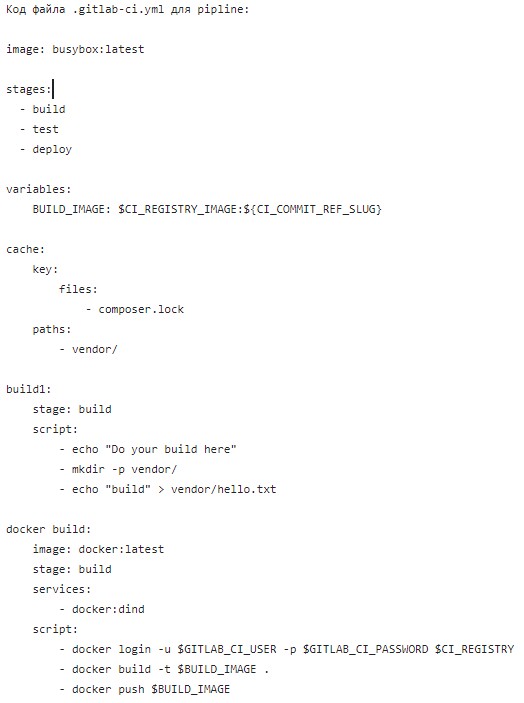 Код файла .gitlab-ci.yml для pipline:
image: busybox:latest
stages:
  - build
  - test
  - deploy
variables:
    BUILD_IMAGE: $CI_REGISTRY_IMAGE:${CI_COMMIT_REF_SLUG}
cache:
    key:
        files:
            - composer.lock
    paths:
        - vendor/
build1:
    stage: build
    script:
        - echo "Do your build here"
        - mkdir -p vendor/
        - echo "build" > vendor/hello.txt
docker build:
    image: docker:latest
    stage: build
    services:
        - docker:dind
    script:
        - docker login -u $GITLAB_CI_USER -p $GITLAB_CI_PASSWORD $CI_REGISTRY
        - docker build -t $BUILD_IMAGE .
        - docker push $BUILD_IMAGE